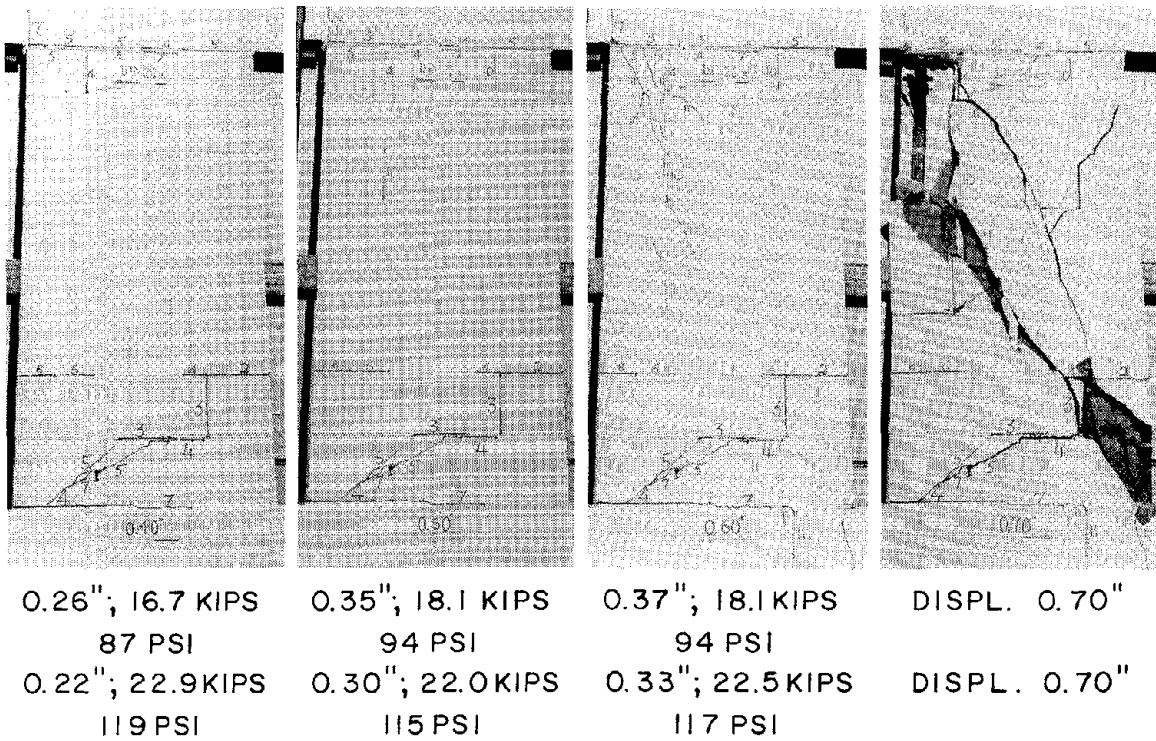 0.40"
0.50"
0.60"
0.70"
0.26"; 16.7 KIPS
87 PSI
0.22"; 22.9 KIPS
119 PSI
0.35"; 18.1 KIPS
94 PSI
0.30"; 22.0 KIPS
115 PSI
0.37"; 18.1 KIPS
94 PSI
0.33"; 22.5 KIPS
117 PSI
DISPL. 0.70"
DISPL. 0.70"